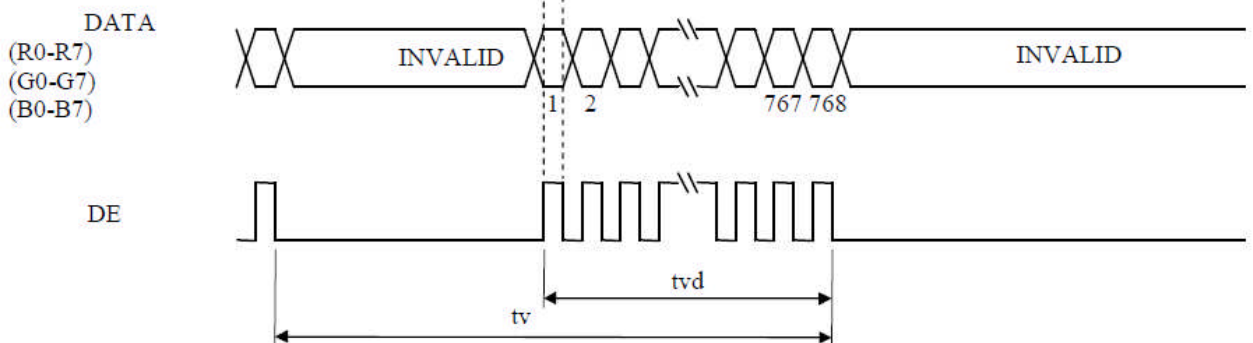 DATA
(R0-R7)
(G0-G7)
(B0-B7)
INVALID
INVALID
1 2 767 768
DE
tvd
tv